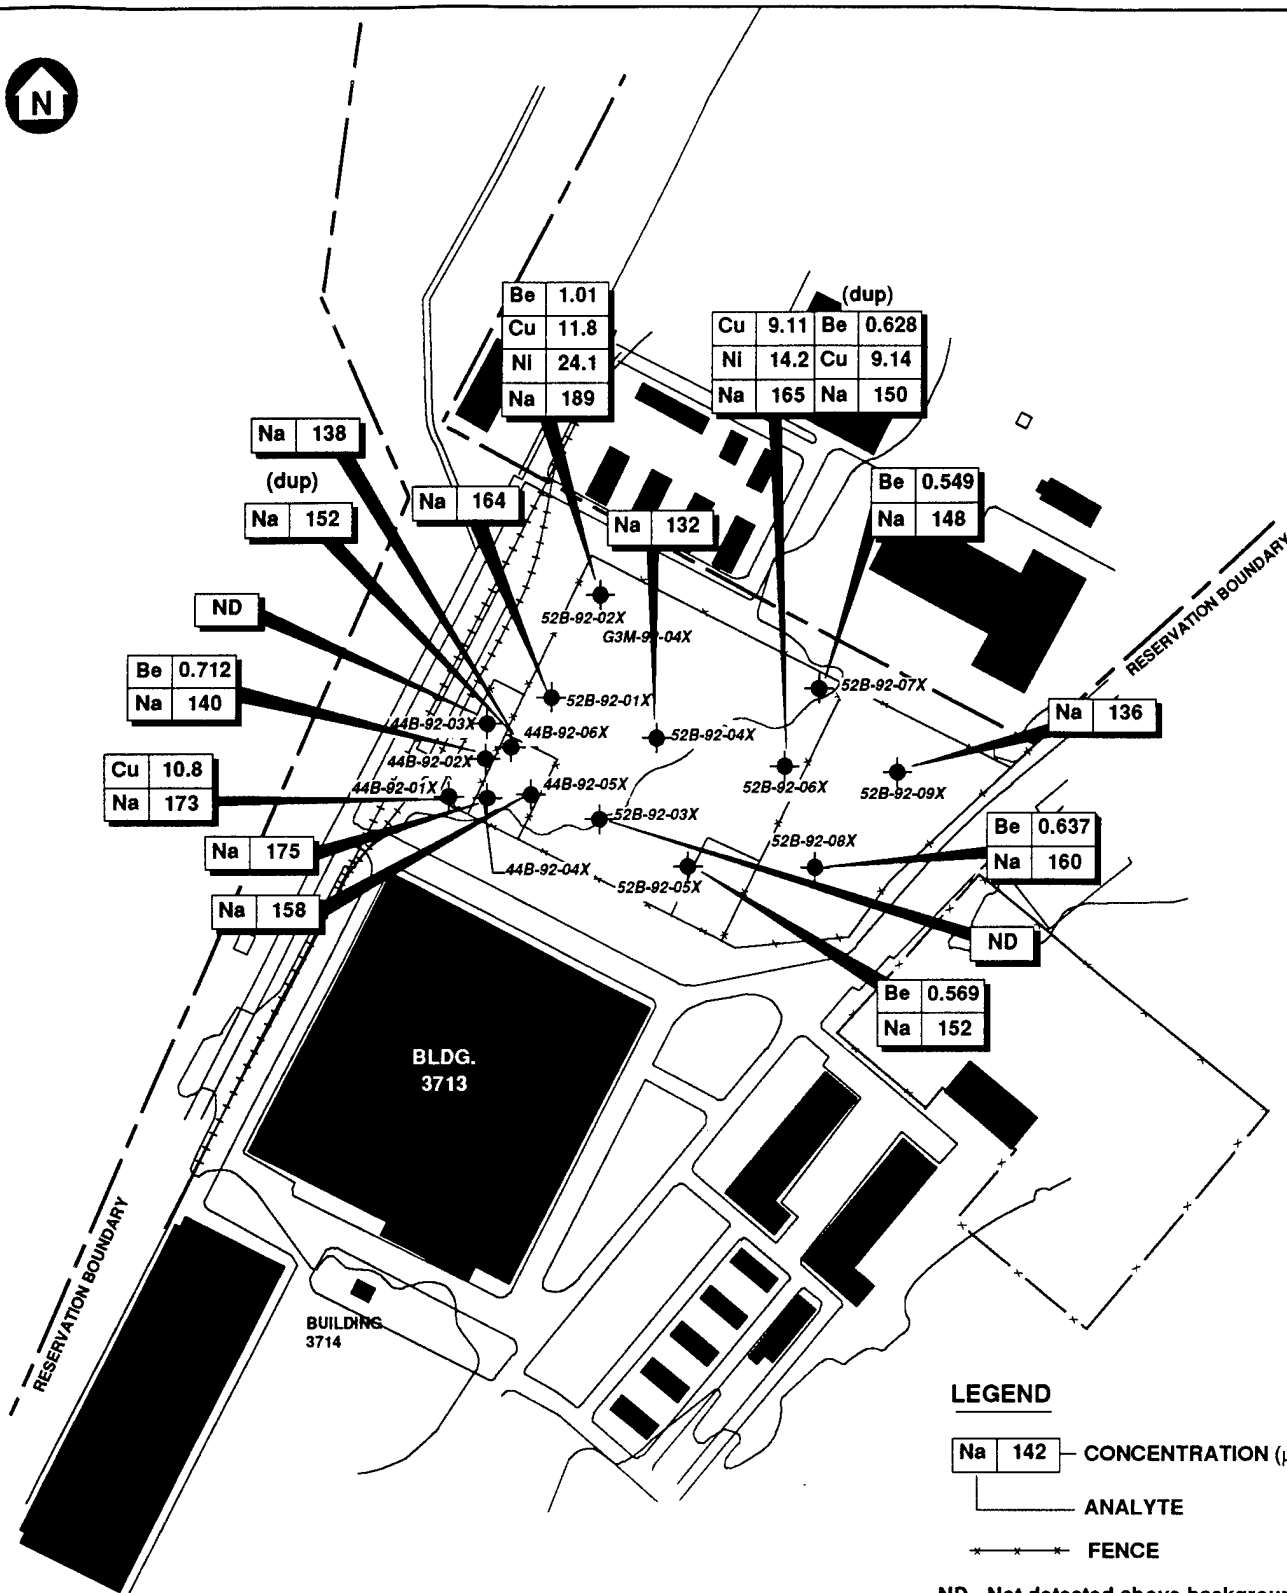 N
(dup)
Be 1.01
Cu 11.8
Ni 24.1
Na 189
Cu 9.11 Be 0.628
Ni 14.2 Cu 9.14
Na 165 Na 150
Na 138
(dup)
Na 152
Na 164
Na 132
Be 0.549
Na 148
ND
Be 0.712
Na 140
Cu 10.8
Na 173
Na 175
Na 158
Na 136
Be 0.637
Na 160
ND
Be 0.569
Na 152
52B-92-02X
52B-92-01X
44B-92-03X
44B-92-06X
44B-92-02X
44B-92-01X
44B-92-05X
44B-92-04X
52B-92-04X
52B-92-03X
52B-92-07X
52B-92-06X
52B-92-09X
52B-92-08X
52B-92-05X
RESERVATION BOUNDARY
RESERVATION BOUNDARY
BLDG.
3713
BUILDING
3714
LEGEND
Na 142 CONCENTRATION
ANALYTE
FENCE